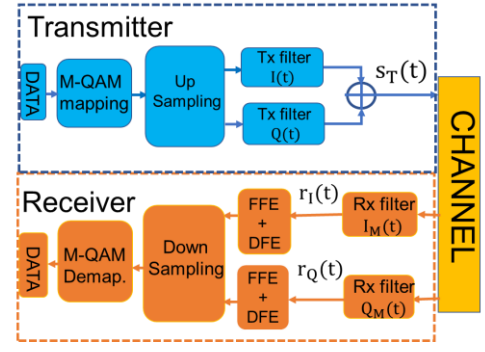 Transmitter
DATA
M-QAM
mapping
Up
Sampling
Tx filter
I(t)
Tx filter
Q(t)
s_T(t)
CHANNEL
Receiver
DATA
M-QAM
Demap.
Down
Sampling
FFE
+
DFE
r_I(t)
Rx filter
I_M(t)
FFE
+
DFE
r_Q(t)
Rx filter
Q_M(t)